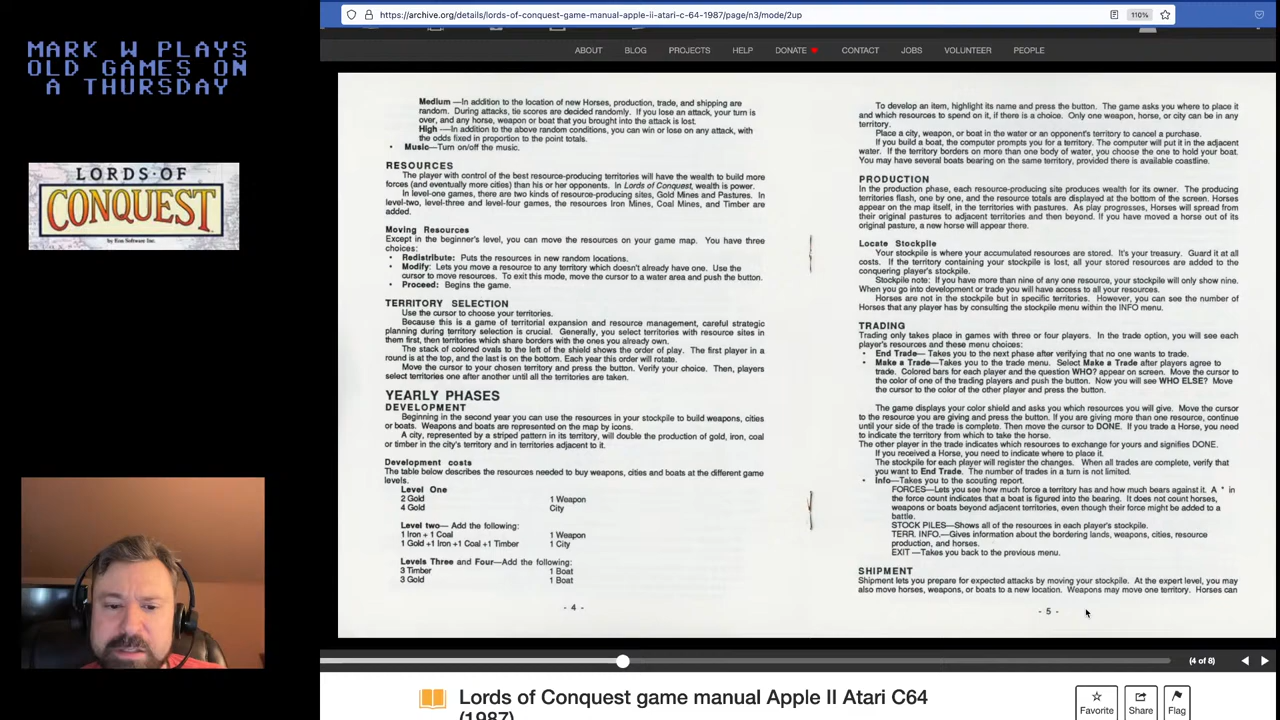 MARK W PLAYS
OLD GAMES ON
A THURSDAY
LORDS OF
CONQUEST
by Eon Software Inc.
https://archive.org/details/lords-of-conquest-game-manual-apple-ii-atari-c-64-1987/page/n3/mode/2up
110%
ABOUT BLOG PROJECTS HELP DONATE CONTACT JOBS VOLUNTEER PEOPLE
Medium —In addition to the location of new Horses, production, trade, and shipping are
random. During attacks, tie scores are decided randomly. If you lose an attack, your turn is
over, and any horse, weapon or boat that you brought into the attack is lost.
High —In addition to the above random conditions, you can win or lose on any attack, with
the odds fixed in proportion to the point totals.
• Music—Turn on/off the music.
RESOURCES
The player with control of the best resource-producing territories will have the wealth to build more
forces (and eventually more cities) than his or her opponents. In Lords of Conquest, wealth is power.
In level-one games, there are two kinds of resource-producing sites, Gold Mines and Pastures. In
level-two, level-three and level-four games, the resources Iron Mines, Coal Mines, and Timber are
added.
Moving Resources
Except in the beginner's level, you can move the resources on your game map. You have three
choices:
• Redistribute: Puts the resources in new random locations.
• Modify: Lets you move a resource to any territory which doesn't already have one. Use the
cursor to move resources. To exit this mode, move the cursor to a water area and push the button.
• Proceed: Begins the game.
TERRITORY SELECTION
Use the cursor to choose your territories.
Because this is a game of territorial expansion and resource management, careful strategic
planning during territory selection is crucial. Generally, you select territories with resource sites in
them first, then territories which share borders with the ones you already own.
The stack of colored ovals to the left of the shield shows the order of play. The first player in a
round is at the top, and the last is on the bottom. Each year this order will rotate.
Move the cursor to your chosen territory and press the button. Verify your choice. Then, players
select territories one after another until all the territories are taken.
YEARLY PHASES
DEVELOPMENT
Beginning in the second year you can use the resources in your stockpile to build weapons, cities
or boats. Weapons and boats are represented on the map by icons.
A city, represented by a striped pattern in its territory, will double the production of gold, iron, coal
or timber in the city's territory and in territories adjacent to it.
Development costs
The table below describes the resources needed to buy weapons, cities and boats at the different game
levels.
Level One
2 Gold 1 Weapon
4 Gold City
Level two— Add the following:
1 Iron + 1 Coal 1 Weapon
1 Gold +1 Iron +1 Coal +1 Timber 1 City
Levels Three and Four—Add the following:
3 Timber 1 Boat
3 Gold 1 Boat
- 4 -
To develop an item, highlight its name and press the button. The game asks you where to place it
and which resources to spend on it, if there is a choice. Only one weapon, horse, or city can be in any
territory.
Place a city, weapon, or boat in the water or an opponent's territory to cancel a purchase.
If you build a boat, the computer prompts you for a territory. The computer will put it in the adjacent
water. If the territory borders on more than one body of water, you choose the one to hold your boat.
You may have several boats bearing on the same territory, provided there is available coastline.
PRODUCTION
In the production phase, each resource-producing site produces wealth for its owner. The producing
territories flash, one by one, and the resource totals are displayed at the bottom of the screen. Horses
appear on the map itself, in the territories with pastures. As play progresses, Horses will spread from
their original pastures to adjacent territories and then beyond. If you have moved a horse out of its
original pasture, a new horse will appear there.
Locate Stockpile
Your stockpile is where your accumulated resources are stored. It's your treasury. Guard it at all
costs. If the territory containing your stockpile is lost, all your stored resources are added to the
conquering player's stockpile.
Stockpile note: If you have more than nine of any one resource, your stockpile will only show nine.
When you go into development or trade you will have access to all your resources.
Horses are not in the stockpile but in specific territories. However, you can see the number of
Horses that any player has by consulting the stockpile menu within the INFO menu.
TRADING
Trading only takes place in games with three or four players. In the trade option, you will see each
player's resources and these menu choices:
• End Trade— Takes you to the next phase after verifying that no one wants to trade.
• Make a Trade—Takes you to the trade menu. Select Make a Trade after players agree to
trade. Colored bars for each player and the question WHO? appear on screen. Move the cursor to
the color of one of the trading players and push the button. Now you will see WHO ELSE? Move
the cursor to the color of the other player and press the button.
The game displays your color shield and asks you which resources you will give. Move the cursor
to the resource you are giving and press the button. If you are giving more than one resource, continue
until your side of the trade is complete. Then move the cursor to DONE. If you trade a Horse, you need
to indicate the territory from which to take the horse.
The other player in the trade indicates which resources to exchange for yours and signifies DONE.
If you received a Horse, you need to indicate where to place it.
The stockpile for each player will register the changes. When all trades are complete, verify that
you want to End Trade. The number of trades in a turn is not limited.
• Info—Takes you to the scouting report.
FORCES—Lets you see how much force a territory has and how much bears against it. A * in
the force count indicates that a boat is figured into the bearing. It does not count horses,
weapons or boats beyond adjacent territories, even though their force might be added to a
battle.
STOCK PILES—Shows all of the resources in each player's stockpile.
TERR. INFO.—Gives information about the bordering lands, weapons, cities, resource
production, and horses.
EXIT —Takes you back to the previous menu.
SHIPMENT
Shipment lets you prepare for expected attacks by moving your stockpile. At the expert level, you may
also move horses, weapons, or boats to a new location. Weapons may move one territory. Horses can
- 5 -
(4 of 8)
Lords of Conquest game manual Apple II Atari C64
(1987)
Favorite Share Flag